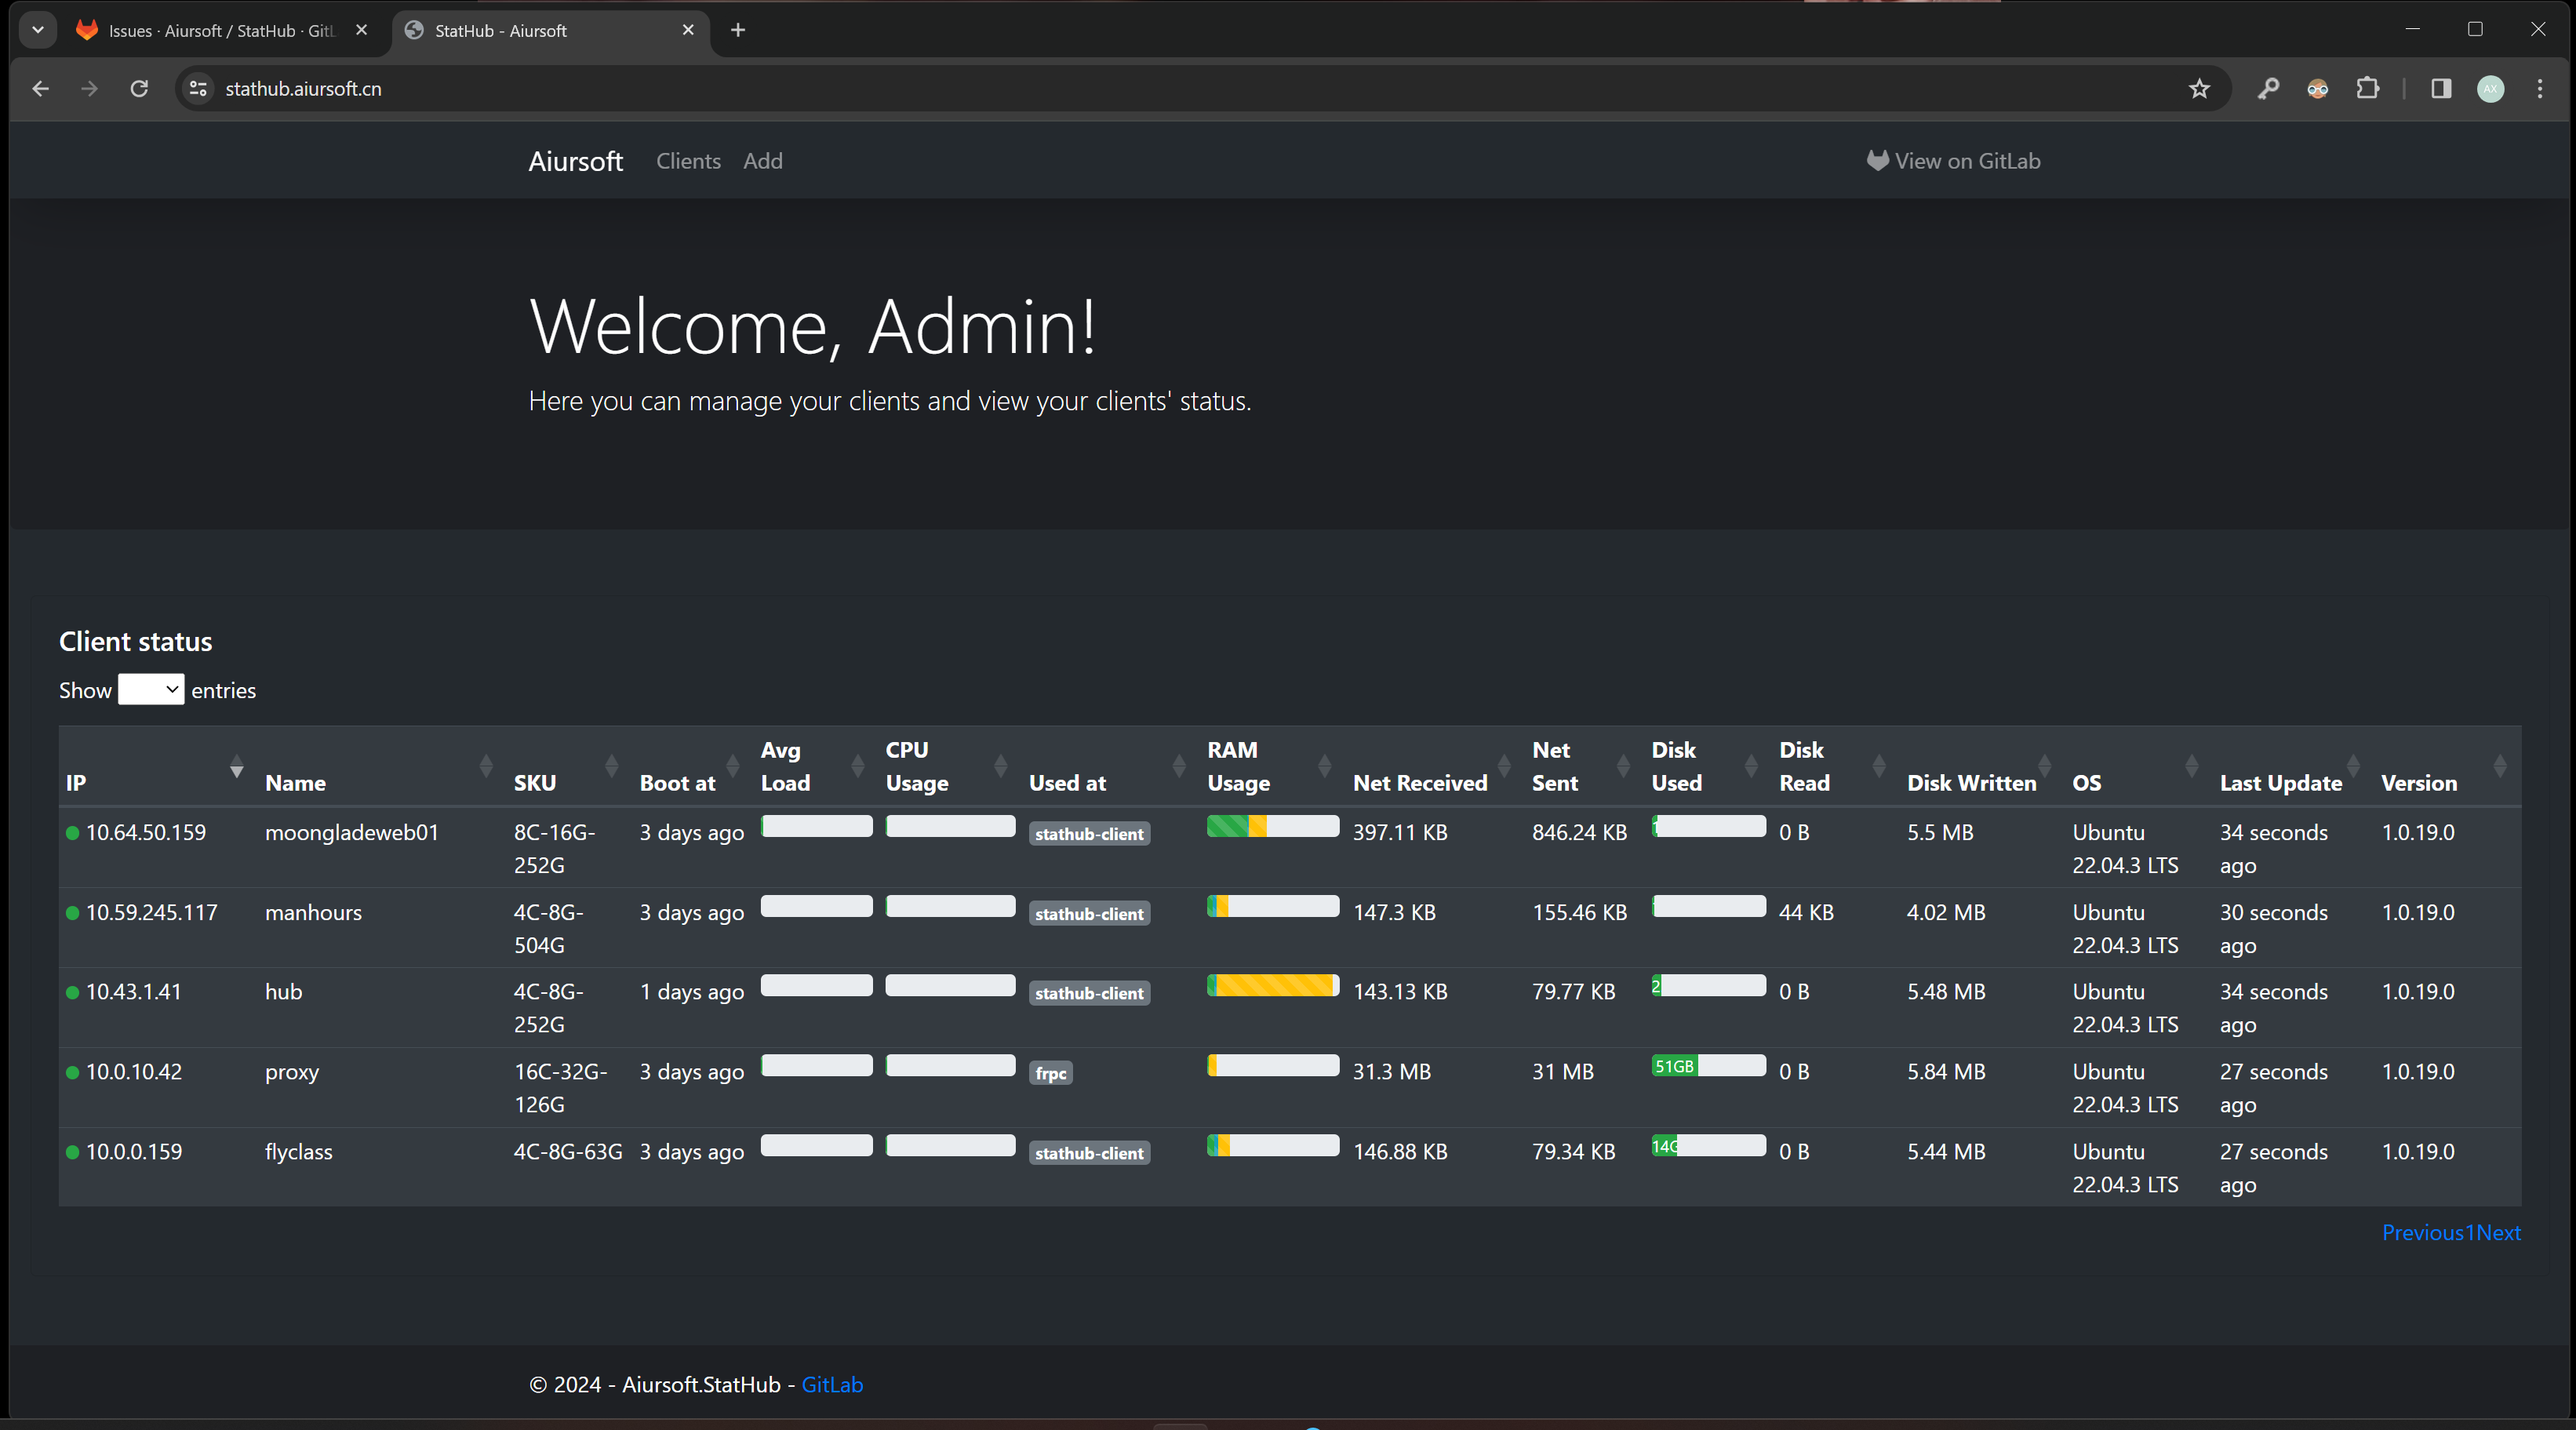 Issues · Aiursoft / StatHub · GitL
StatHub - Aiursoft
stathub.aiursoft.cn
AX
Aiursoft Clients Add View on GitLab
Welcome, Admin!
Here you can manage your clients and view your clients' status.
Client status
Show entries
IP Name SKU Boot at Avg Load CPU Usage Used at RAM Usage Net Received Net Sent Disk Used Disk Read Disk Written OS Last Update Version
10.64.50.159 moongladeweb01 8C-16G-252G 3 days ago stathub-client 397.11 KB 846.24 KB 1 0 B 5.5 MB Ubuntu 22.04.3 LTS 34 seconds ago 1.0.19.0
10.59.245.117 manhours 4C-8G-504G 3 days ago stathub-client 147.3 KB 155.46 KB 44 KB 4.02 MB Ubuntu 22.04.3 LTS 30 seconds ago 1.0.19.0
10.43.1.41 hub 4C-8G-252G 1 days ago stathub-client 143.13 KB 79.77 KB 2 0 B 5.48 MB Ubuntu 22.04.3 LTS 34 seconds ago 1.0.19.0
10.0.10.42 proxy 16C-32G-126G 3 days ago frpc 31.3 MB 31 MB 51GB 0 B 5.84 MB Ubuntu 22.04.3 LTS 27 seconds ago 1.0.19.0
10.0.0.159 flyclass 4C-8G-63G 3 days ago stathub-client 146.88 KB 79.34 KB 14G 0 B 5.44 MB Ubuntu 22.04.3 LTS 27 seconds ago 1.0.19.0
Previous1Next
© 2024 - Aiursoft.StatHub - GitLab